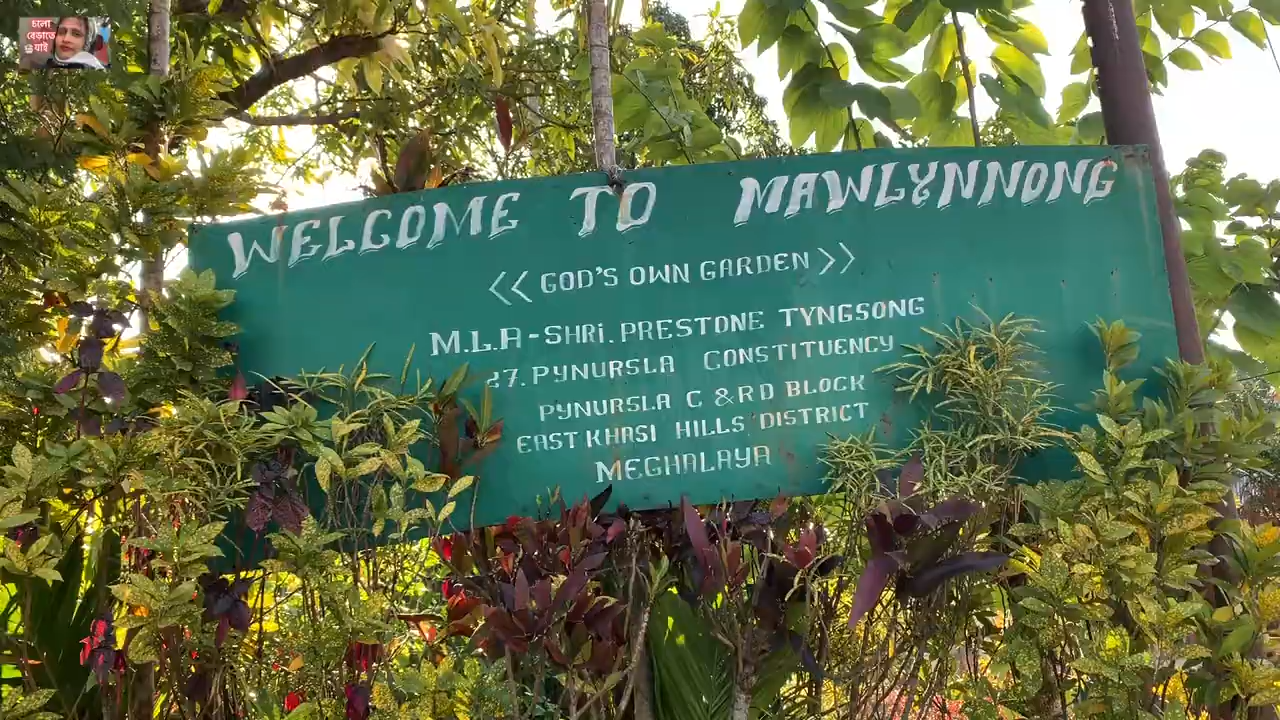 চলো
বেড়াতে
যাই
WELCOME TO MAWLYNNONG
<< GOD'S OWN GARDEN >>
M.L.A - SHRI. PRESTONE TYNGSONG
27. PYNURSLA CONSTITUENCY
PYNURSLA C & RD BLOCK
EAST KHASI HILLS DISTRICT
MEGHALAYA